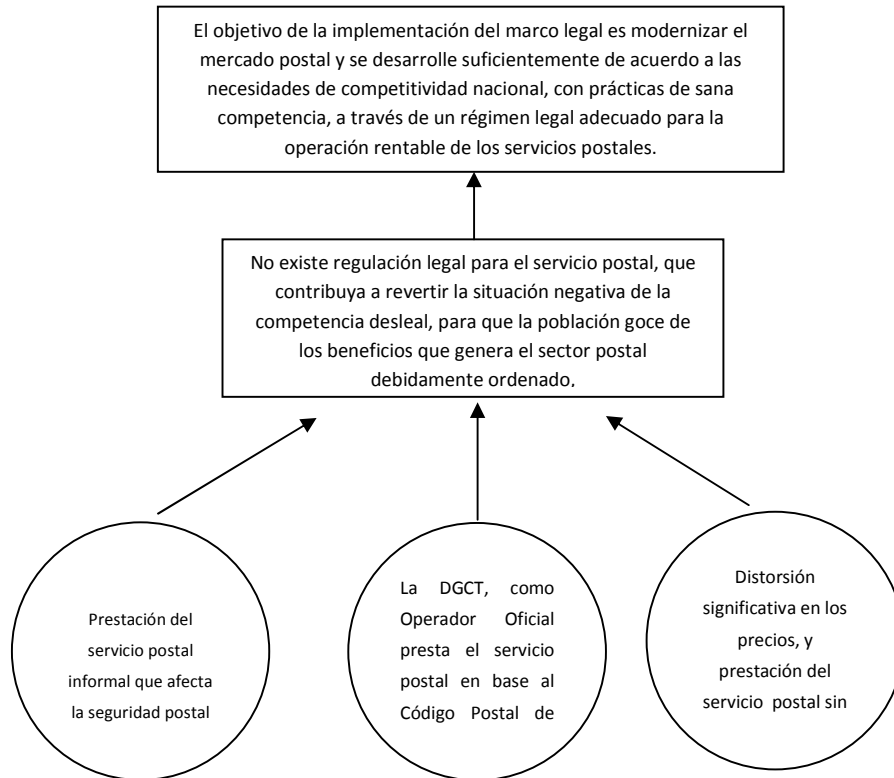 El objetivo de la implementación del marco legal es modernizar el
mercado postal y se desarrolle suficientemente de acuerdo a las
necesidades de competitividad nacional, con prácticas de sana
competencia, a través de un régimen legal adecuado para la
operación rentable de los servicios postales.
No existe regulación legal para el servicio postal, que
contribuya a revertir la situación negativa de la
competencia desleal, para que la población goce de
los beneficios que genera el sector postal
debidamente ordenado.
Prestación del
servicio postal
informal que afecta
la seguridad postal
La DGCT, como
Operador Oficial
presta el servicio
postal en base al
Código Postal de
Distorsión
significativa en los
precios, y
prestación del
servicio postal sin